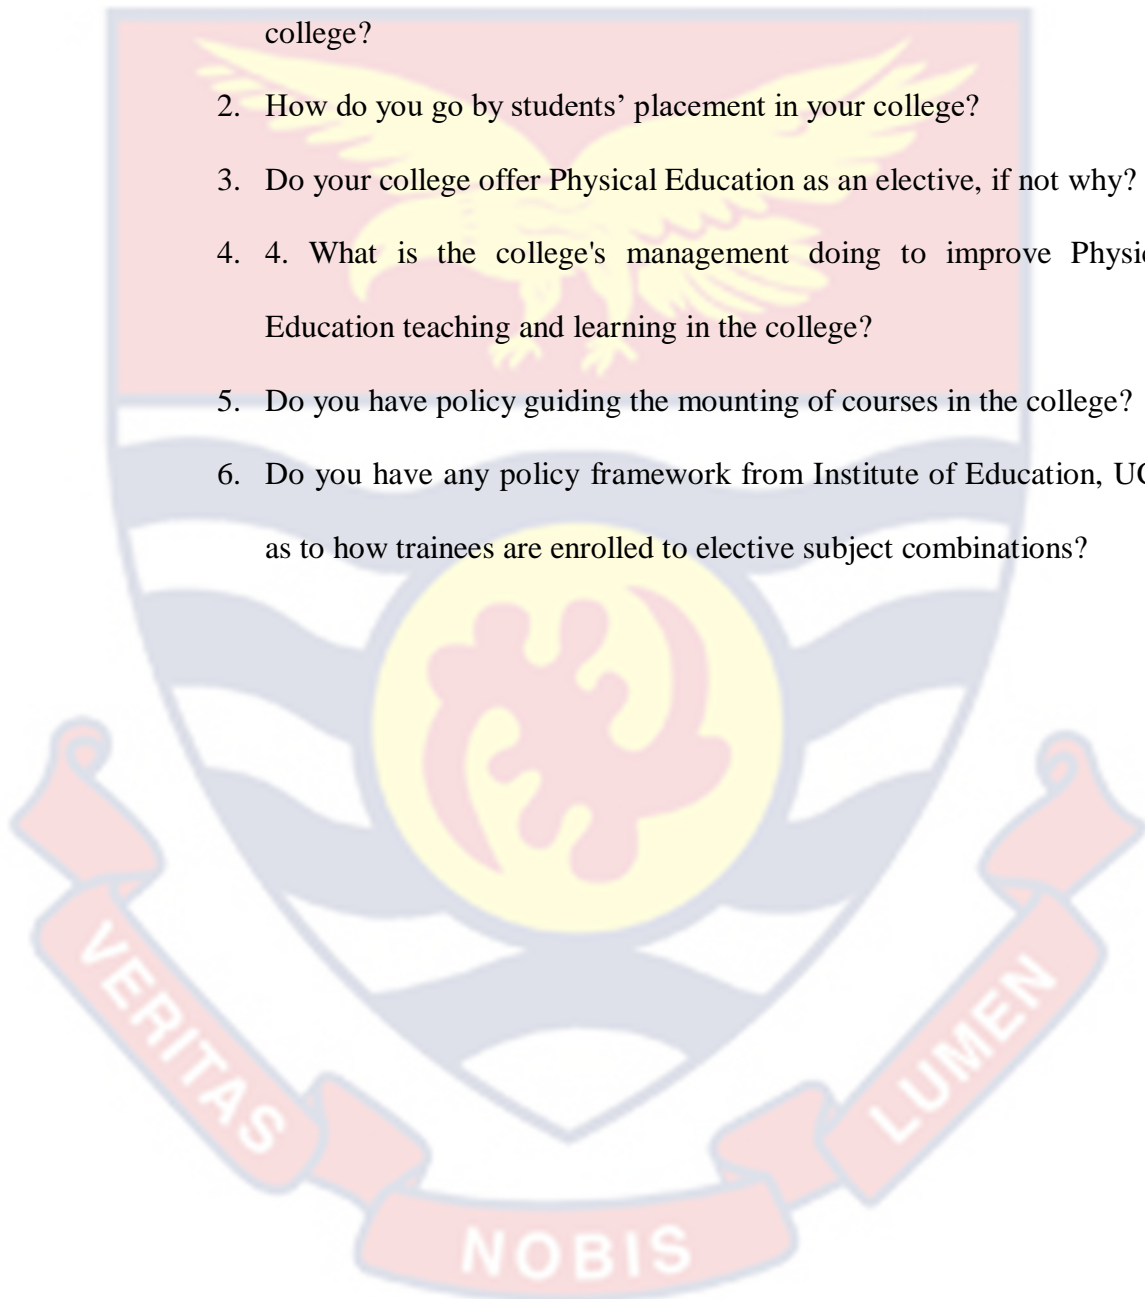 college?
2. How do you go by students’ placement in your college?
3. Do your college offer Physical Education as an elective, if not why?
4. 4. What is the college's management doing to improve
Education teaching and learning in the college?
5. Do you have policy guiding the mounting of courses in the college?
6. Do you have any policy framework from Institute of Education,
as to how trainees are enrolled to elective subject combinations?
VERITAS
NOBIS
LUMEN